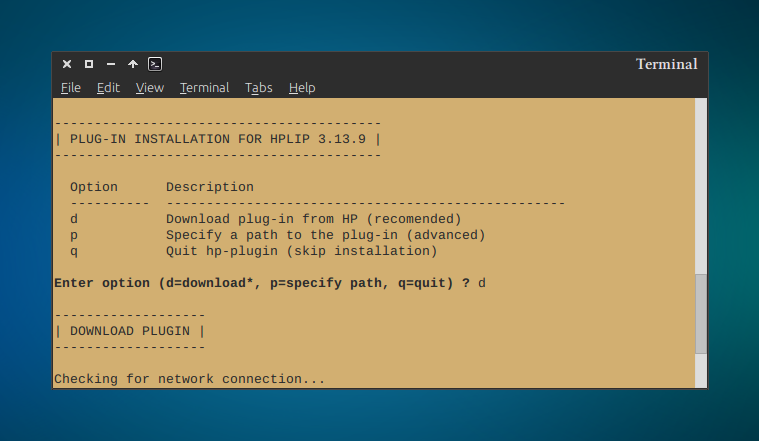 Terminal
File Edit View Terminal Tabs Help
-----------------------------------------
| PLUG-IN INSTALLATION FOR HPLIP 3.13.9 |
-----------------------------------------
Option      Description
----------  --------------------------------------------------
d           Download plug-in from HP (recomended)
p           Specify a path to the plug-in (advanced)
q           Quit hp-plugin (skip installation)
Enter option (d=download*, p=specify path, q=quit) ? d
-------------------
| DOWNLOAD PLUGIN |
-------------------
Checking for network connection...